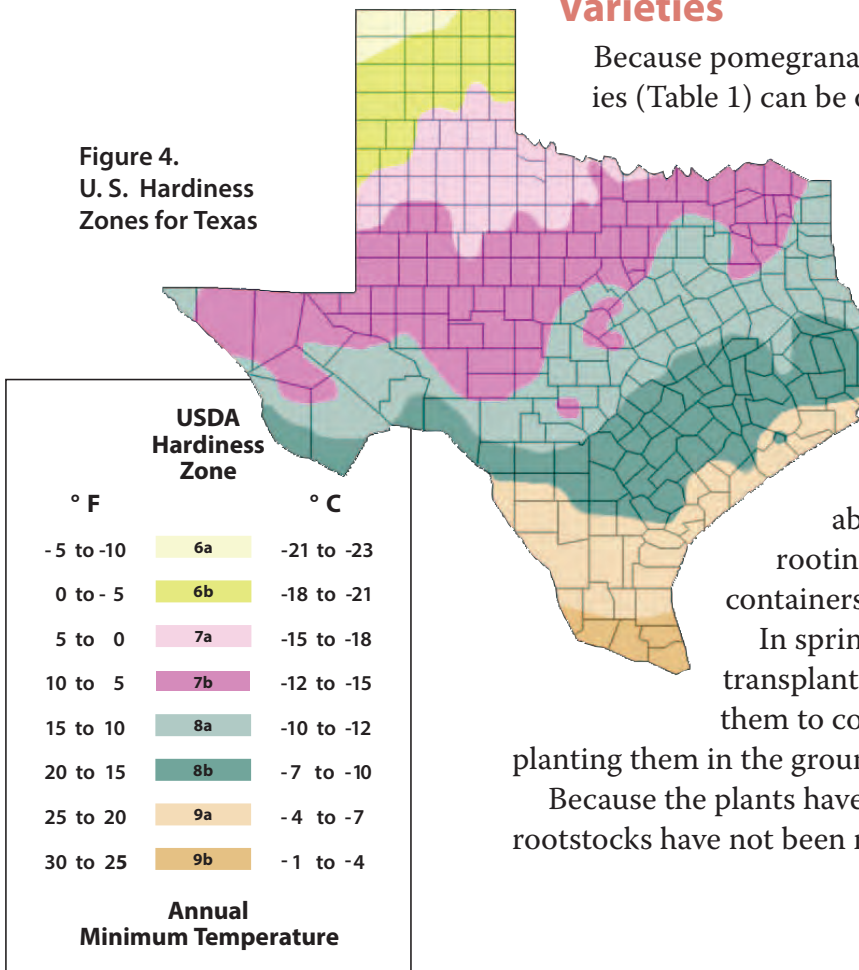 Varieties
Because pomegrana
ies (Table 1) can be
Figure 4.
U. S. Hardiness
Zones for Texas
USDA
Hardiness
Zone
° F ° C
- 5 to -10 6a -21 to -23
0 to - 5 6b -18 to -21
5 to 0 7a -15 to -18
10 to 5 7b -12 to -15
15 to 10 8a -10 to -12
20 to 15 8b - 7 to -10
25 to 20 9a - 4 to -7
30 to 25 9b - 1 to -4
Annual
Minimum Temperature
ab
rootin
containers
In sprin
transplant
them to co
planting them in the groun
Because the plants have
rootstocks have not been